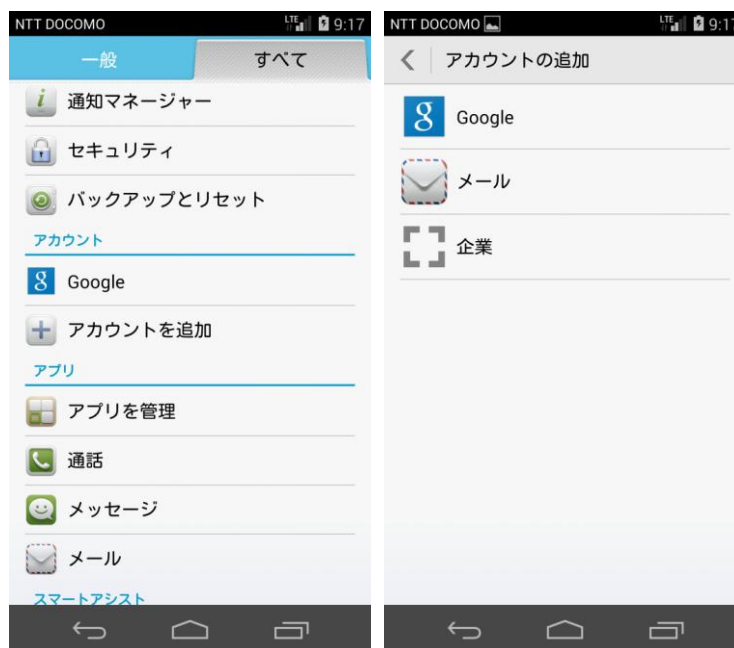 NTT DOCOMO LTE 9:17
一般 すべて
通知マネージャー
セキュリティ
バックアップとリセット
アカウント
Google
アカウントを追加
アプリ
アプリを管理
通話
メッセージ
メール
スマートアシスト
NTT DOCOMO LTE 9:17
アカウントの追加
Google
メール
企業